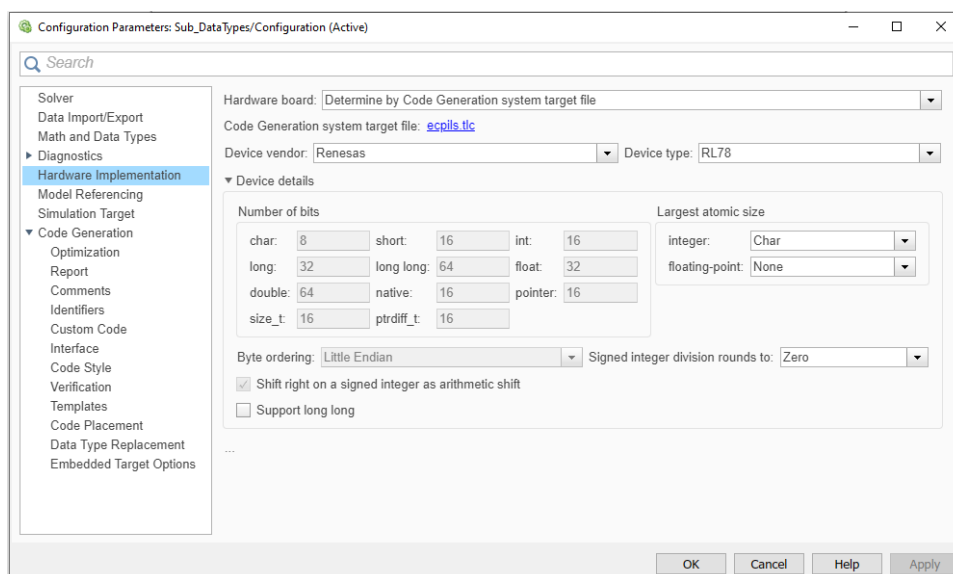 Configuration Parameters: Sub_DataTypes/Configuration (Active)
Search
Solver
Data Import/Export
Math and Data Types
Diagnostics
Hardware Implementation
Model Referencing
Simulation Target
Code Generation
Optimization
Report
Comments
Identifiers
Custom Code
Interface
Code Style
Verification
Templates
Code Placement
Data Type Replacement
Embedded Target Options
Hardware board: Determine by Code Generation system target file
Code Generation system target file: ecpils.tlc
Device vendor: Renesas Device type: RL78
Device details
Number of bits
char: 8 short: 16 int: 16
long: 32 long long: 64 float: 32
double: 64 native: 16 pointer: 16
size_t: 16 ptrdiff_t: 16
Largest atomic size
integer: Char
floating-point: None
Byte ordering: Little Endian Signed integer division rounds to: Zero
Shift right on a signed integer as arithmetic shift
Support long long
...
OK Cancel Help Apply